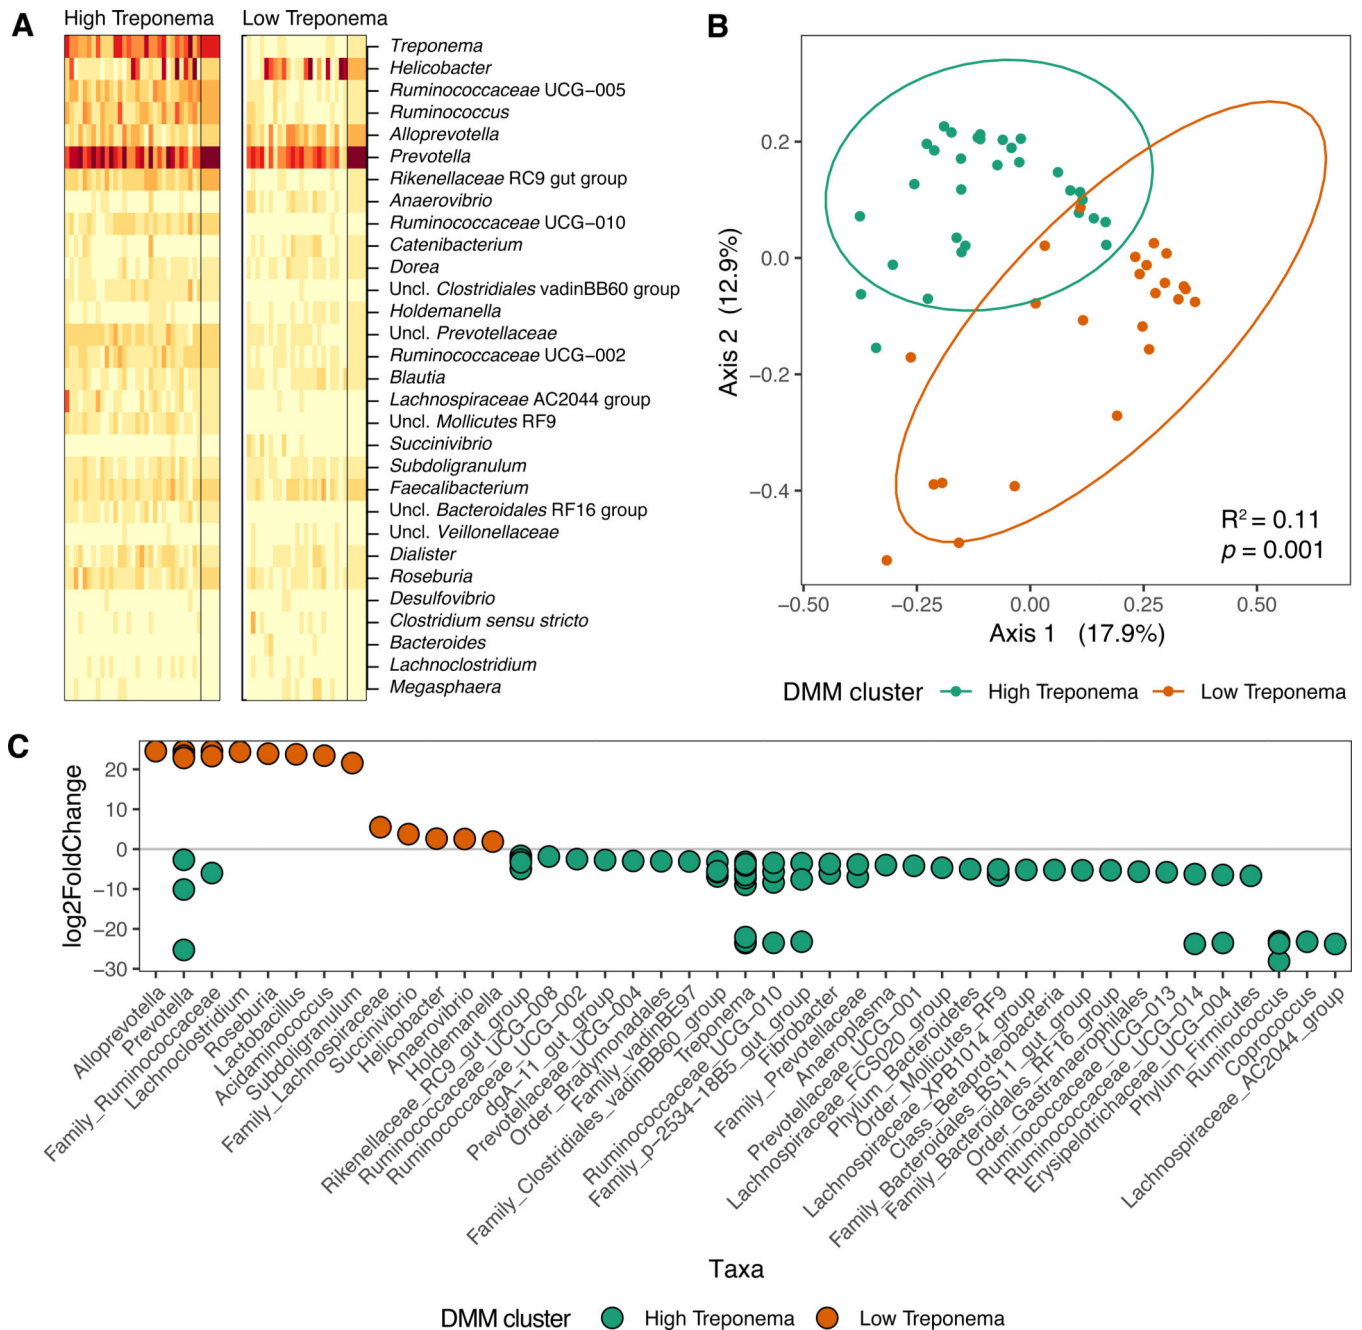 A
High Treponema
Low Treponema
Treponema
Helicobacter
Ruminococcaceae UCG−005
Ruminococcus
Alloprevotella
Prevotella
Rikenellaceae RC9 gut group
Anaerovibrio
Ruminococcaceae UCG−010
Catenibacterium
Dorea
Uncl. Clostridiales vadinBB60 group
Holdemanella
Uncl. Prevotellaceae
Ruminococcaceae UCG−002
Blautia
Lachnospiraceae AC2044 group
Uncl. Mollicutes RF9
Succinivibrio
Subdoligranulum
Faecalibacterium
Uncl. Bacteroidales RF16 group
Uncl. Veillonellaceae
Dialister
Roseburia
Desulfovibrio
Clostridium sensu stricto
Bacteroides
Lachnoclostridium
Megasphaera
B
Axis 2 (12.9%)
0.2
0.0
−0.2
−0.4
R² = 0.11
p = 0.001
−0.50
−0.25
0.00
0.25
0.50
Axis 1 (17.9%)
DMM cluster
High Treponema
Low Treponema
C
log2FoldChange
20
10
0
−10
−20
−30
Alloprevotella
Prevotella
Family_Ruminococcaceae
Lachnoclostridium
Roseburia
Lactobacillus
Acidaminococcus
Subdoligranulum
Family_Lachnospiraceae
Succinivibrio
Helicobacter
Anaerovibrio
Holdemanella
Rikenellaceae_RC9_gut_group
Ruminococcaceae_UCG-008
Ruminococcaceae_UCG-002
dgA-11_gut_group
Prevotellaceae_UCG-004
Order_Bradymonadales
Family_vadinBE97
Family_Clostridiales_vadinBB60_group
Treponema
Ruminococcaceae_UCG-010
Family_p-2534-18B5_gut_group
Fibrobacter
Family_Prevotellaceae
Anaeroplasma
Prevotellaceae_UCG-001
Lachnospiraceae_FCS020_group
Phylum_Bacteroidetes
Order_Mollicutes_RF9
Lachnospiraceae_XPB1014_group
Class_Betaproteobacteria
Family_Bacteroidales_BS11_gut_group
Family_Bacteroidales_RF16_group
Order_Gastranaerophilales
Ruminococcaceae_UCG-013
Ruminococcaceae_UCG-014
Erysipelotrichaceae_UCG-004
Phylum_Firmicutes
Ruminococcus
Coprococcus
Lachnospiraceae_AC2044_group
Taxa
DMM cluster
High Treponema
Low Treponema